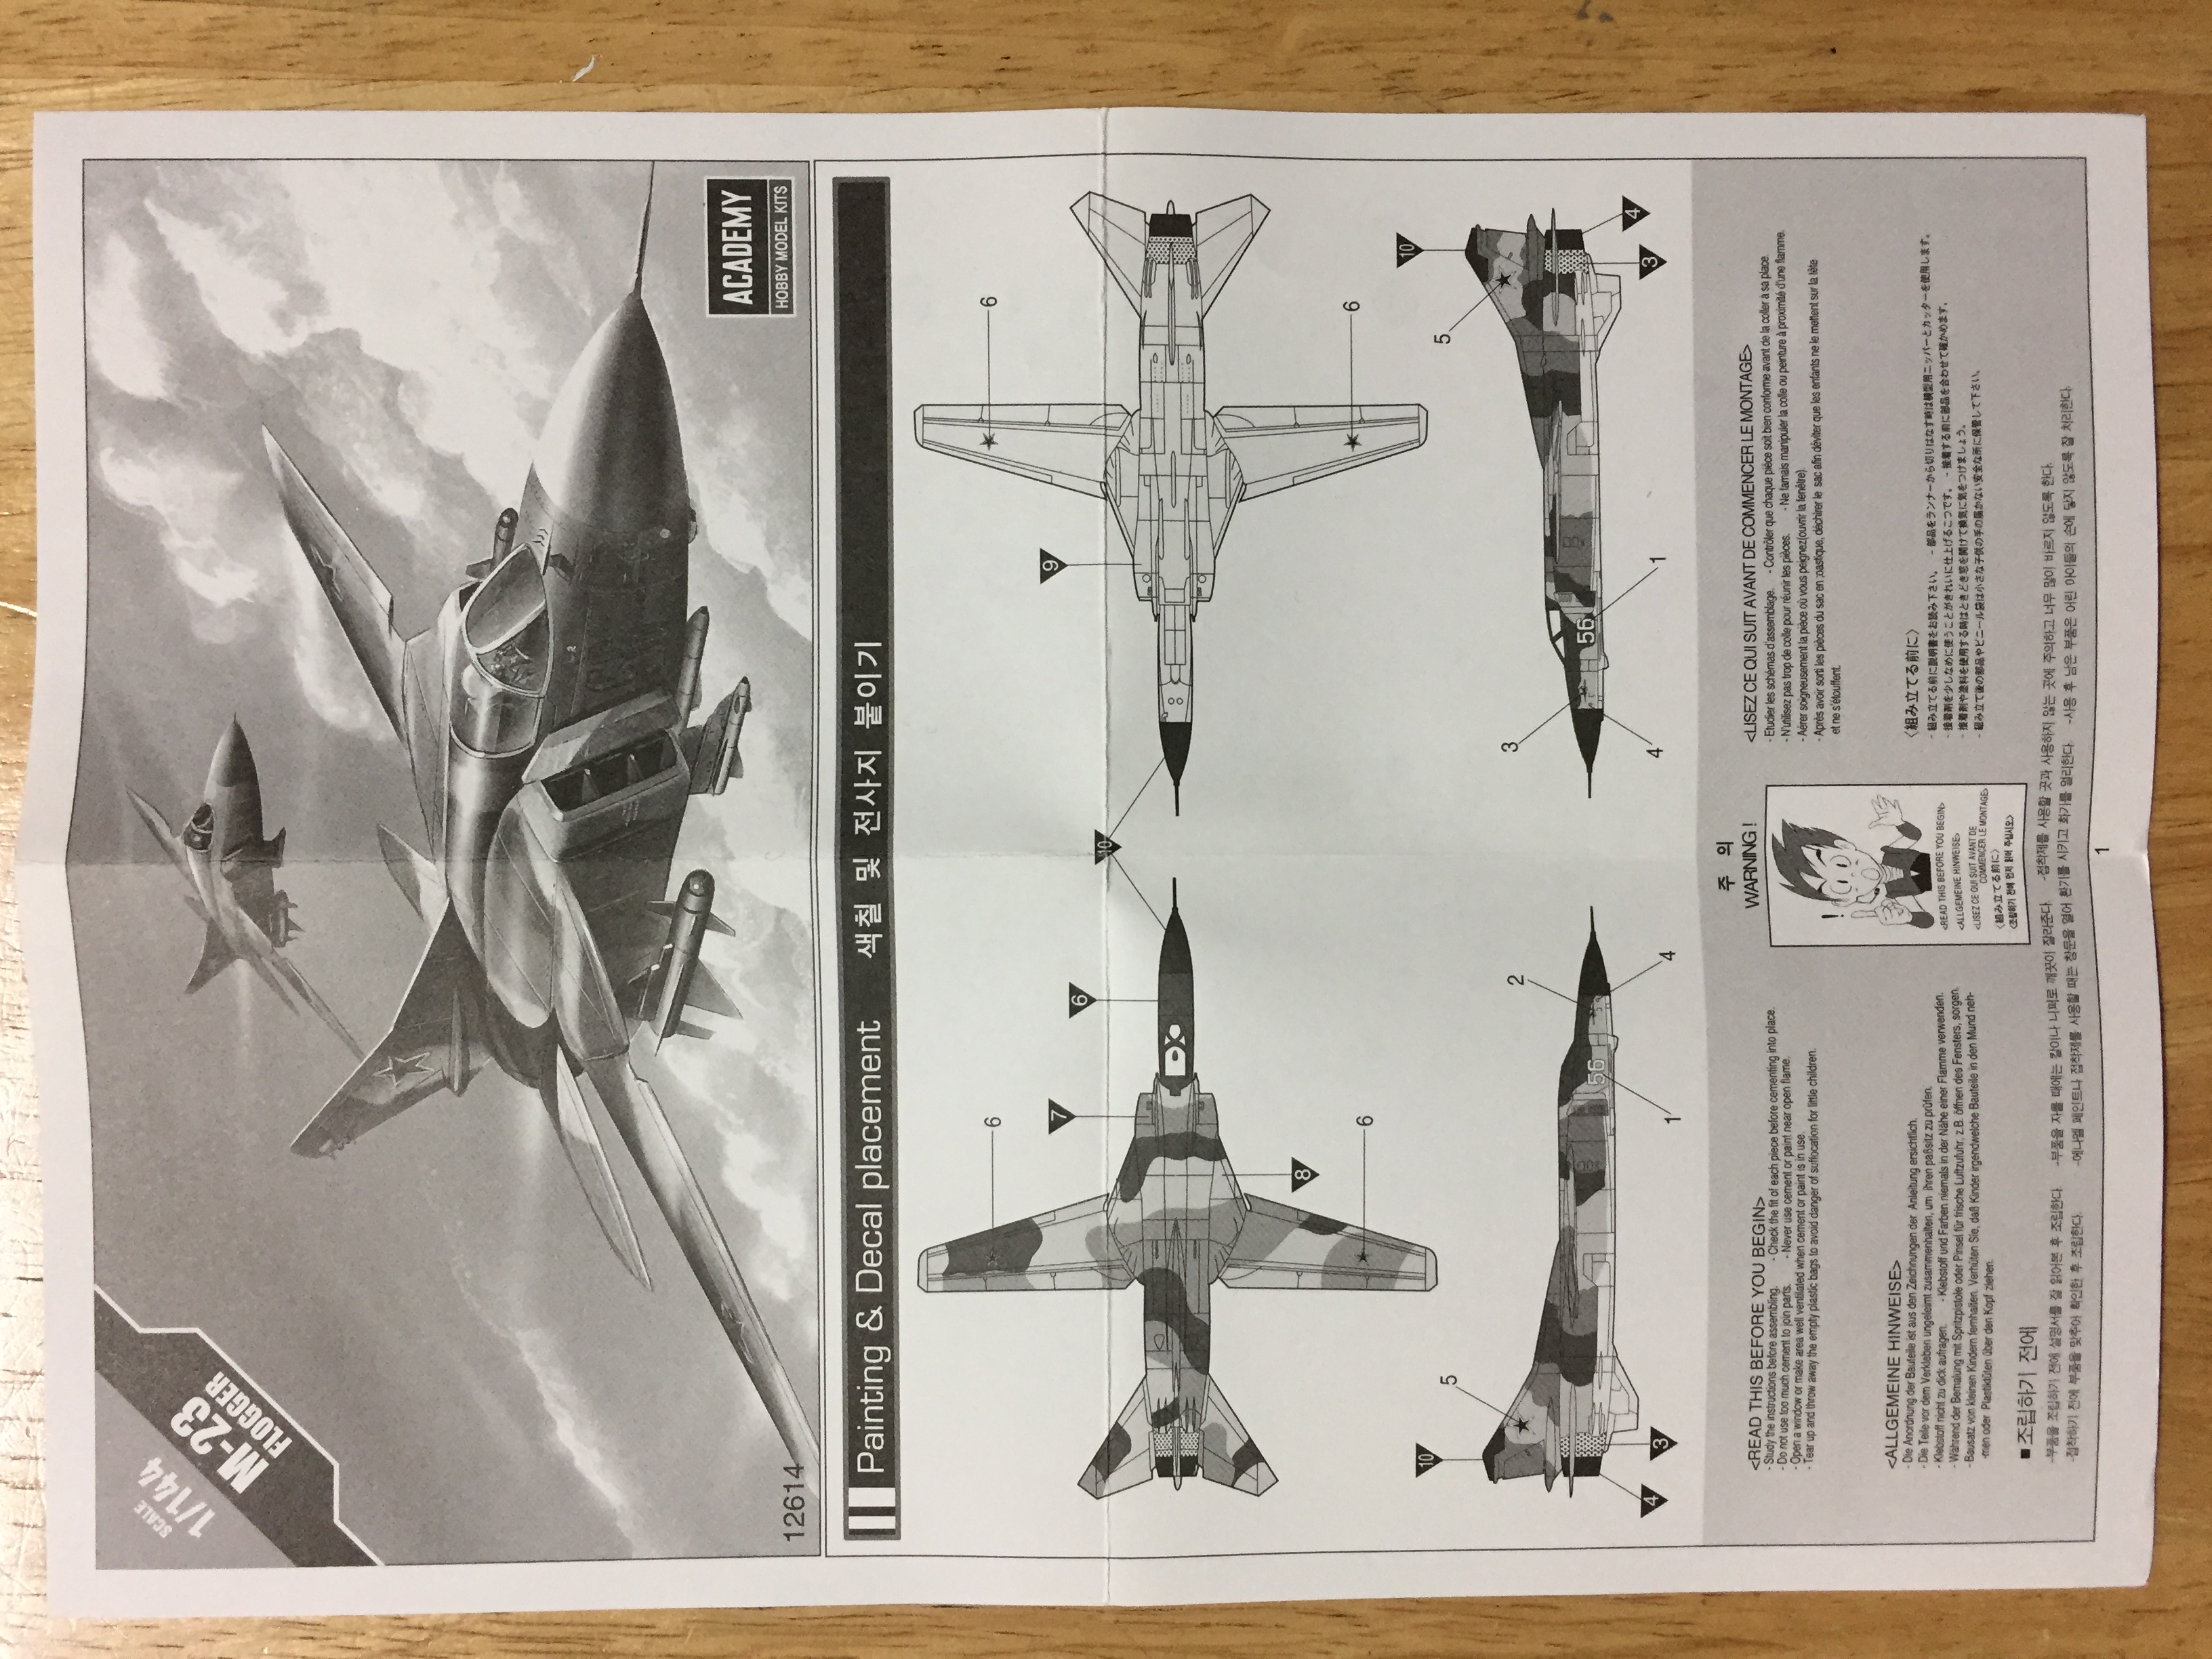 SCALE
1/144
M-23
FLOGGER
2
12614
ACADEMY
HOBBY MODEL KITS
Painting & Decal placement 색칠 및 전사지 붙이기
6
6
7
6
10
9
8
6
6
10
5
2
56
4
3
1
4
10
5
3
56
4
1
3
4
<READ THIS BEFORE YOU BEGIN>
- Study the instructions before assembling. - Check the fit of each piece before cementing into place.
- Do not use too much cement to join parts. - Never use cement or paint near open flame.
- Open a window or make area well ventilated when cement or paint is in use.
- Tear up and throw away the empty plastic bags to avoid danger of suffocation for little children.
<ALLGEMEINE HINWEISE>
- Die Anordnung der Bauteile ist aus den Zeichnungen der Anleitung ersichtlich.
- Die Teile vor dem Verkleben ungeleimt zusammenhalten, um ihren paßsitz zu prüfen.
- Klebstoff nicht zu dick aufragen. - Klebstoff und Farben niemals in der Nähe einer Flamme verwenden.
- Während der Bemalung mit Spritzpistole oder Pinsel für frische Luftzufuhr, z.B. öffnen des Fensters, sorgen.
- Bausatz von kleinen Kindern fernhalten. Verhüten Sie, daß Kinder irgendwelche Bauteile in den Mund neh-
-men oder Plastiktüten über den Kopf ziehen.
주 의
WARNING !
!
<READ THIS BEFORE YOU BEGIN>
<ALLGEMEINE HINWEISE>
<LISEZ CE QUI SUIT AVANT DE
COMMENCER LE MONTAGE>
〈組み立てる前に〉
<조립하기 전에 먼저 읽어 주십시오>
<LISEZ CE QUI SUIT AVANT DE COMMENCER LE MONTAGE>
- Etudier les schémas d'assemblage. - Contrôler que chaque pièce soit bien conforme avant de la coller à sa place.
- N'utilisez pas trop de colle pour réunir les pièces. - Ne famais manipuler la colle ou peinture à proximité d'une flamme.
- Aérer soigneusement la pièce où vous peignez(ouvrir la fenêtre).
- Après avoir sorti les pièces du sac en ;oastique, déchirer le sac afin déviter que les enfants ne le mettent sur la tête
et ne s'étouffent.
〈組み立てる前に〉
- 組み立てる前に説明書をお読み下さい。 - 部品をランナーから切りはなす時は模型用ニッパーとカッターを使用します。
- 接着剤を少しなめに使うことがきれいに仕上げるこつです。 - 接着する前に部品を合わせて確かめます。
- 接着剤や塗料を使用する時はときどき窓を開けて換気に気をつけましょう。
- 組み立て後の部品やビニール袋は小さな子供の手の届かない安全な所に保管して下さい。
■ 조립하기 전에
-부품을 조립하기 전에 설명서를 잘 읽어본 후 조립한다. -부품을 자를 때에는 칼이나 니퍼로 깨끗이 잘라준다. -접착제를 사용할 곳과 사용하지 않는 곳에 주의하고 너무 많이 바르지 않도록 한다.
-접착하기 전에 부품을 맞추어 확인한 후 조립한다. -에나멜 페인트나 접착제를 사용할 때는 창문을 열어 환기를 시키고 화기를 멀리한다. -사용 후 남은 부품은 어린 아이들의 손에 닿지 않도록 잘 처리한다.
1